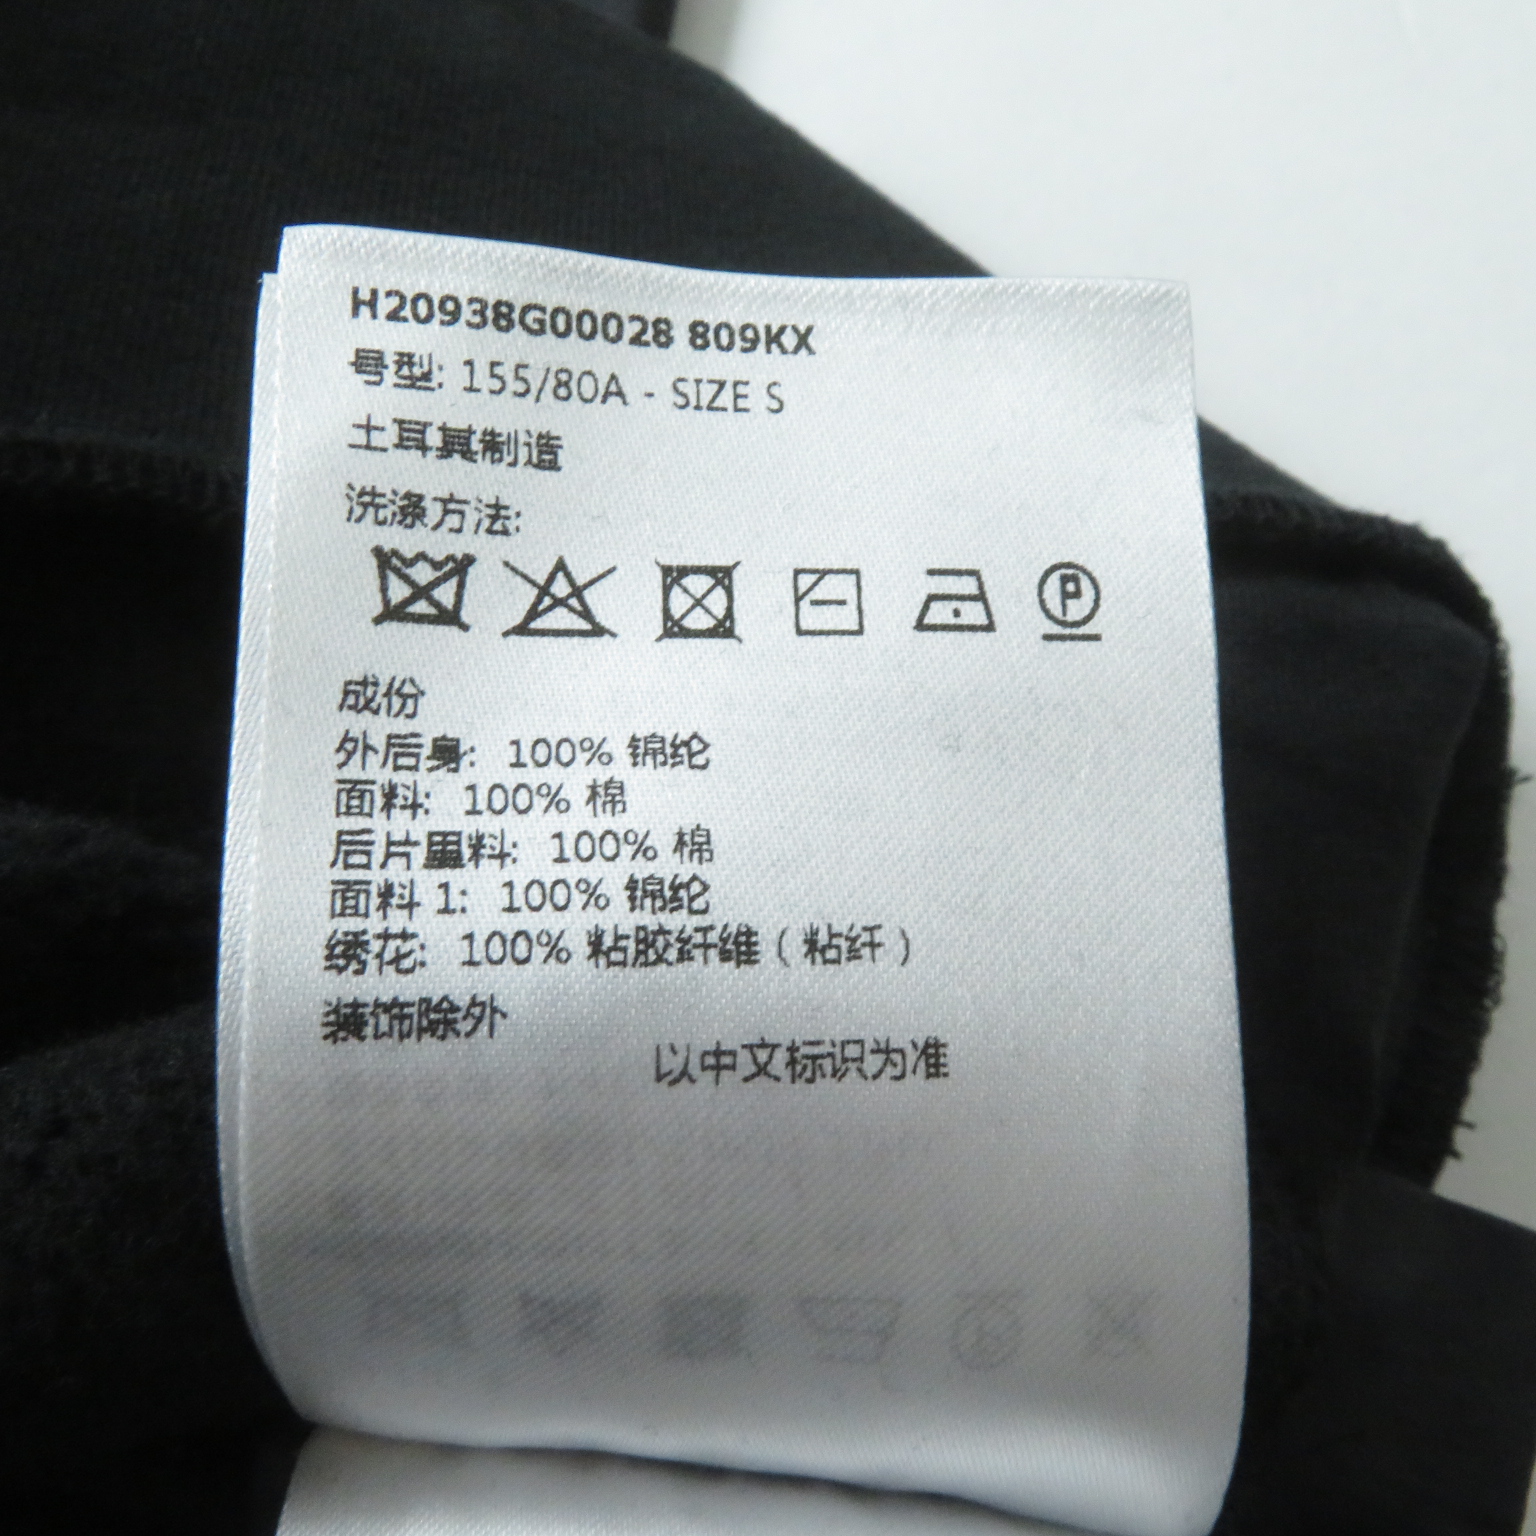 H20938G00028 809KX
号型: 155/80A - SIZE S
土耳其制造
洗涤方法:
成份
外后身: 100% 锦纶
面料: 100% 棉
后片里料: 100% 棉
面料 1: 100% 锦纶
绣花: 100% 粘胶纤维（粘纤）
装饰除外
以中文标识为准